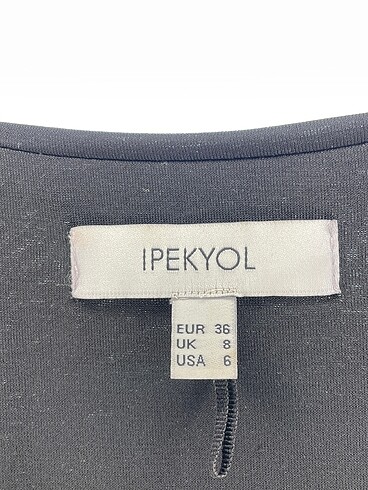 IPEKYOL
EUR 36
UK 8
USA 6